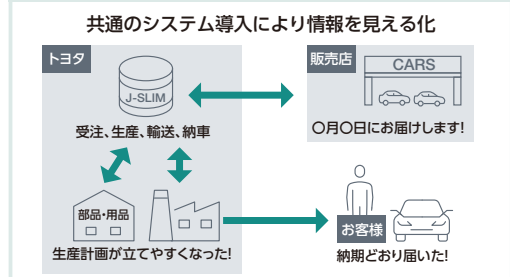 共通のシステム導入により情報を見える化
トヨタ
J-SLIM
受注、生産、輸送、納車
部品・用品
生産計画が立てやすくなった!
販売店
CARS
〇月〇日にお届けします!
お客様
納期どおり届いた!